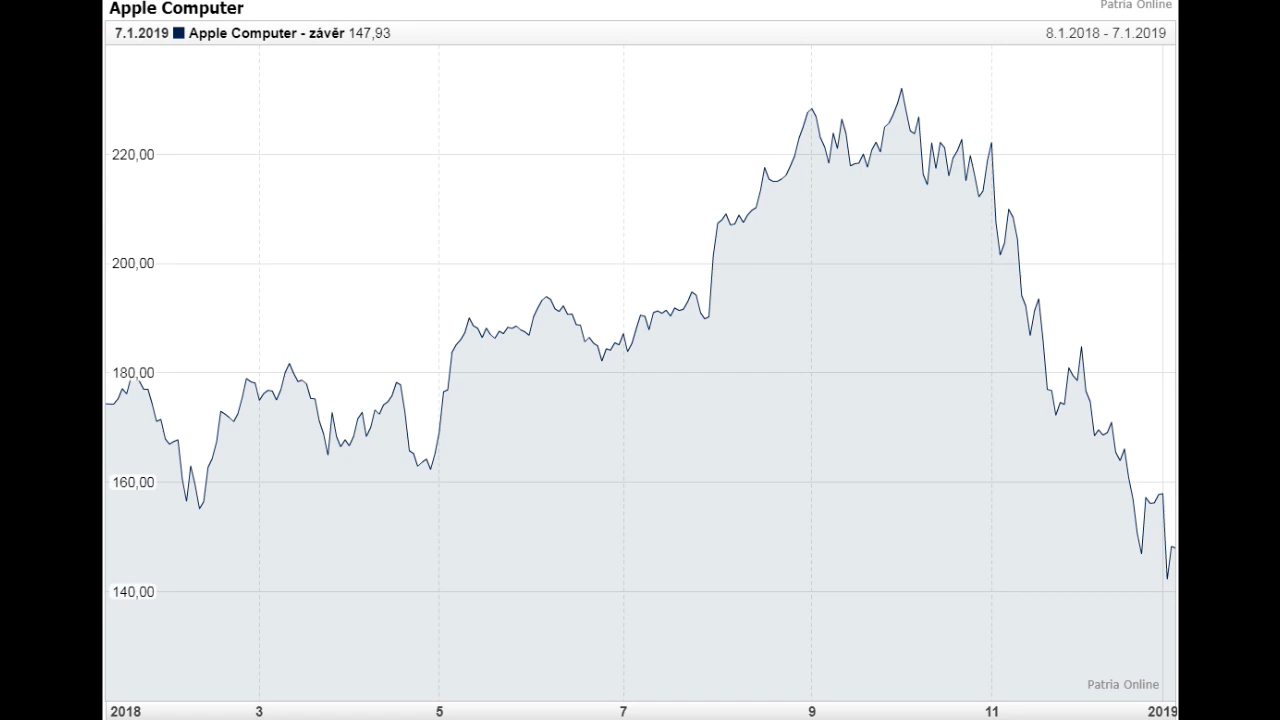 Apple Computer
Patria Online
7.1.2019 Apple Computer - závěr 147,93
8.1.2018 - 7.1.2019
220,00
200,00
180,00
160,00
140,00
Patria Online
2018 3 5 7 9 11 2019